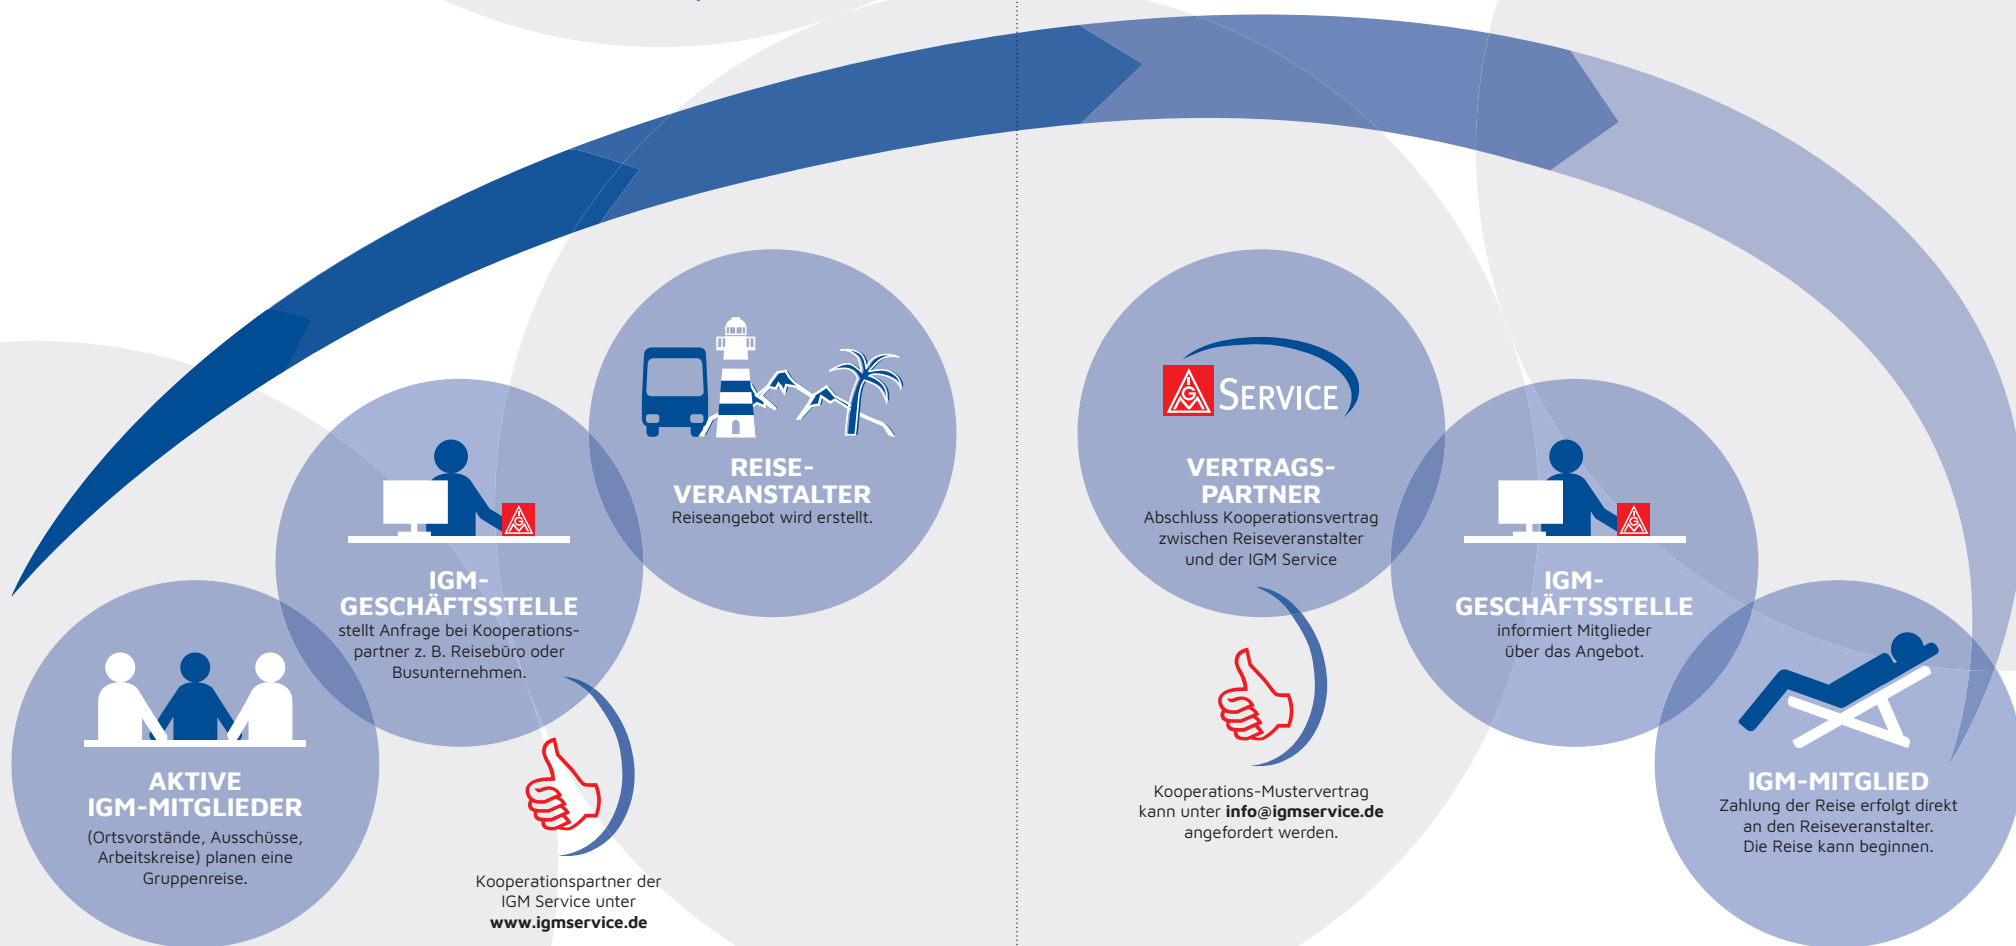 AKTIVE
IGM-MITGLIEDER
(Ortsvorstände, Ausschüsse,
Arbeitskreise) planen eine
Gruppenreise.
IGM
IGM-
GESCHÄFTSSTELLE
stellt Anfrage bei Kooperations-
partner z. B. Reisebüro oder
Busunternehmen.
Kooperationspartner der
IGM Service unter
www.igmservice.de
REISE-
VERANSTALTER
Reiseangebot wird erstellt.
IGM SERVICE
VERTRAGS-
PARTNER
Abschluss Kooperationsvertrag
zwischen Reiseveranstalter
und der IGM Service
Kooperations-Mustervertrag
kann unter info@igmservice.de
angefordert werden.
IGM
IGM-
GESCHÄFTSSTELLE
informiert Mitglieder
über das Angebot.
IGM-MITGLIED
Zahlung der Reise erfolgt direkt
an den Reiseveranstalter.
Die Reise kann beginnen.